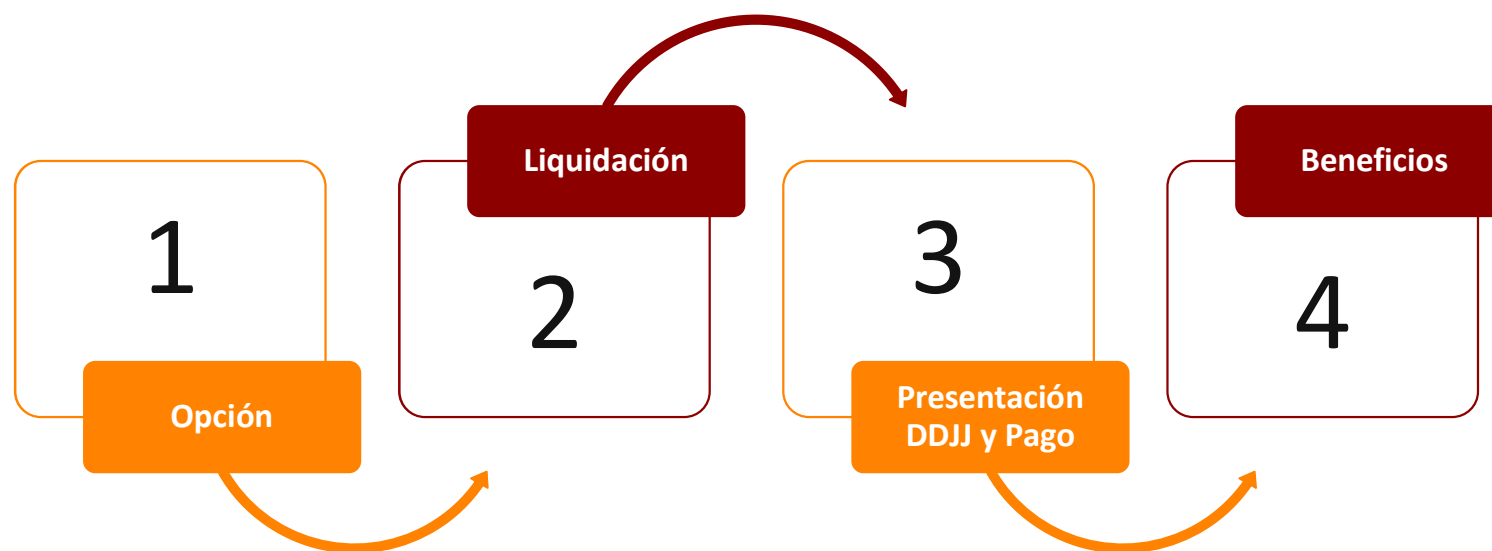 1
Opción
Liquidación
2
3
Presentación
DDJJ y Pago
Beneficios
4